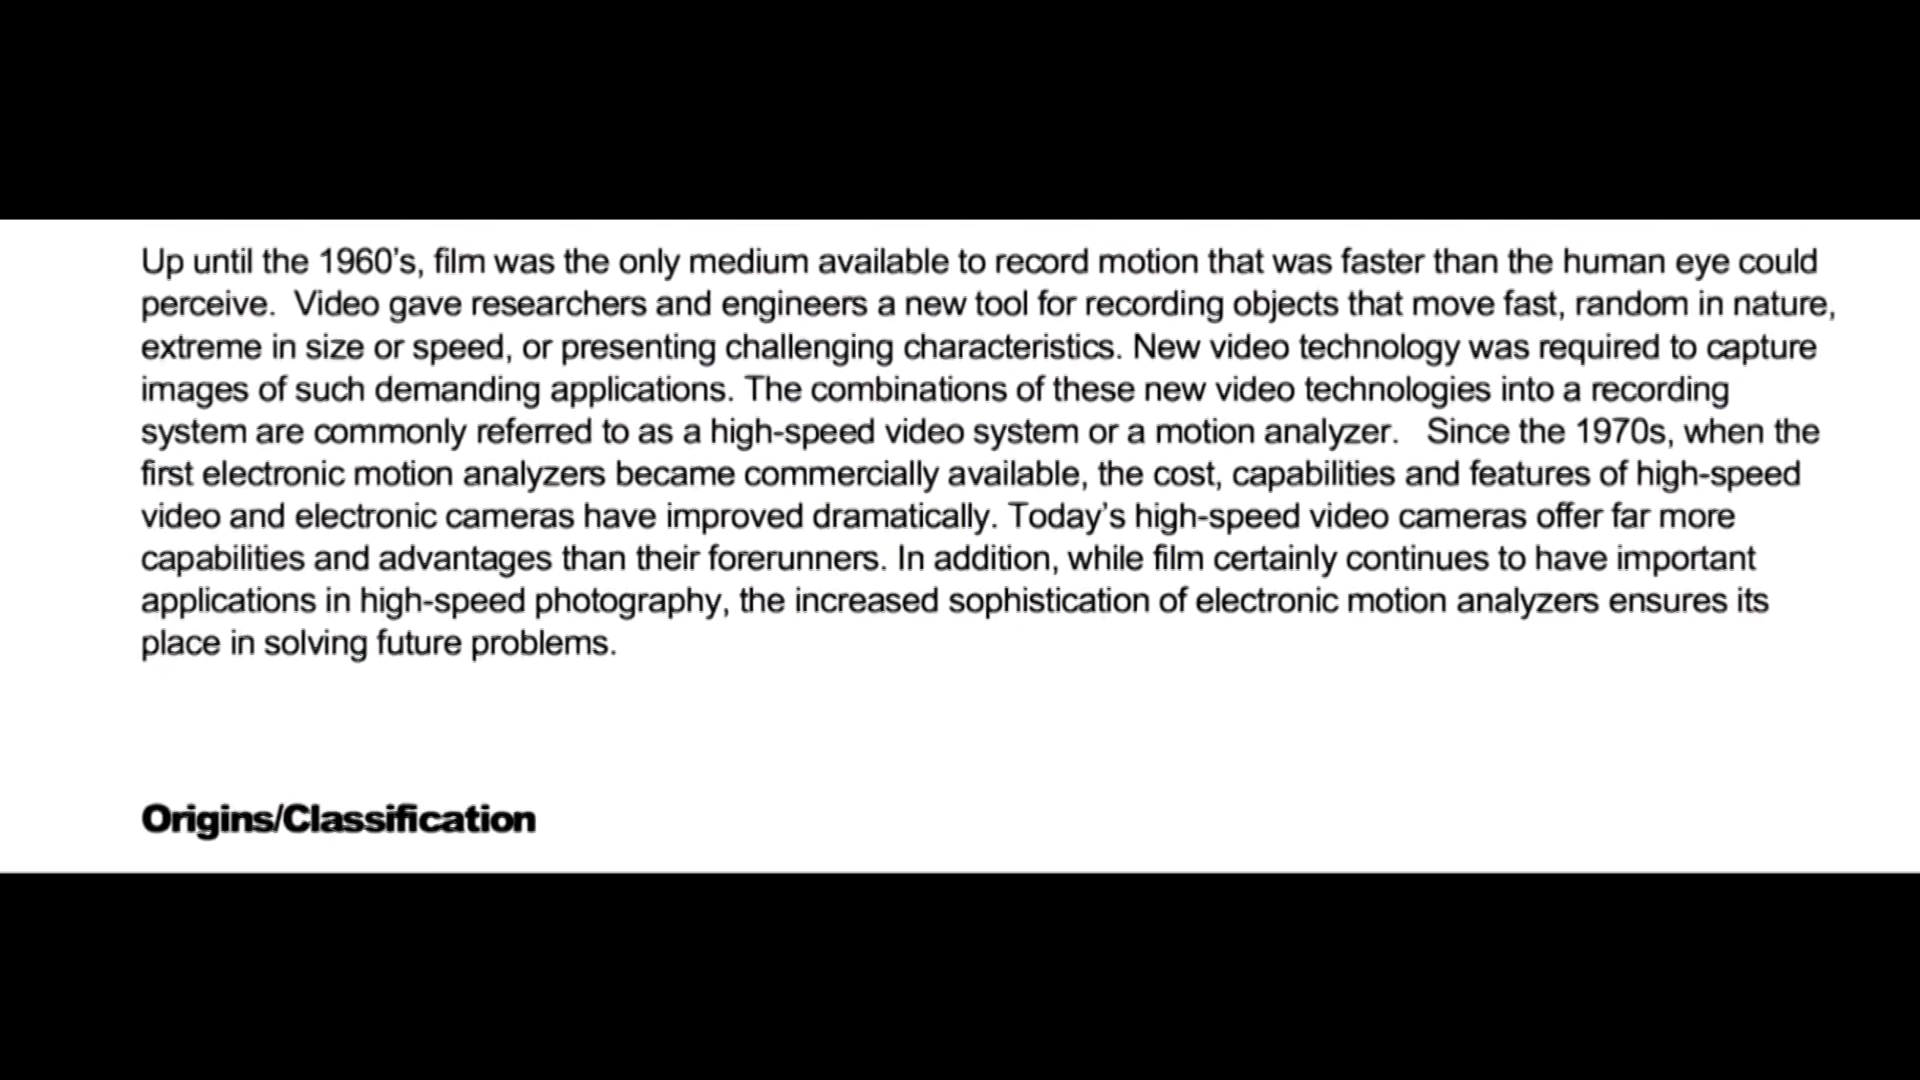 Up until the 1960’s, film was the only medium available to record motion that was faster than the human eye could
perceive.  Video gave researchers and engineers a new tool for recording objects that move fast, random in nature,
extreme in size or speed, or presenting challenging characteristics. New video technology was required to capture
images of such demanding applications. The combinations of these new video technologies into a recording
system are commonly referred to as a high-speed video system or a motion analyzer.   Since the 1970s, when the
first electronic motion analyzers became commercially available, the cost, capabilities and features of high-speed
video and electronic cameras have improved dramatically. Today’s high-speed video cameras offer far more
capabilities and advantages than their forerunners. In addition, while film certainly continues to have important
applications in high-speed photography, the increased sophistication of electronic motion analyzers ensures its
place in solving future problems.
Origins/Classification